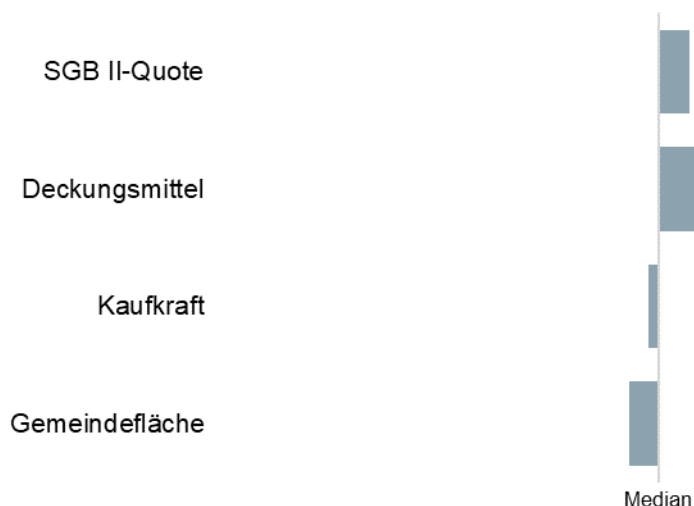 SGB II-Quote
Deckungsmittel
Kaufkraft
Gemeindefläche
Median